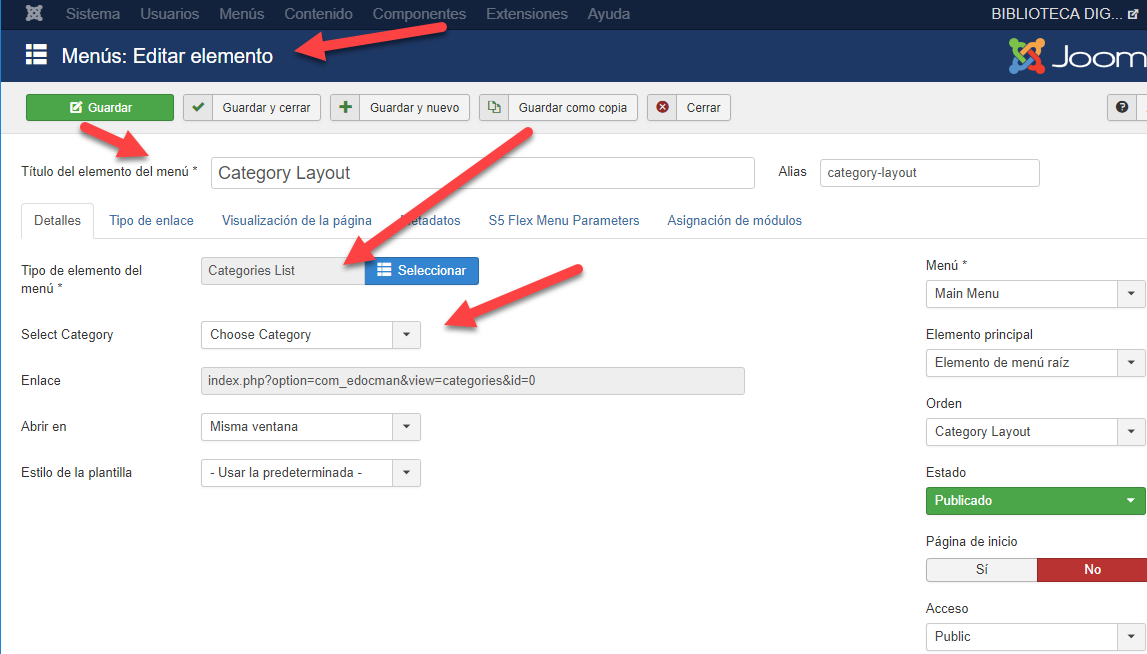 Sistema Usuarios Menús Contenido Componentes Extensiones Ayuda BIBLIOTECA DIG...
Menús: Editar elemento
Joom
Guardar Guardar y cerrar Guardar y nuevo Guardar como copia Cerrar
Título del elemento del menú * Category Layout Alias category-layout
Detalles Tipo de enlace Visualización de la página Metadatos S5 Flex Menu Parameters Asignación de módulos
Tipo de elemento del
menú *
Categories List Seleccionar
Select Category Choose Category
Enlace index.php?option=com_edocman&view=categories&id=0
Abrir en Misma ventana
Estilo de la plantilla - Usar la predeterminada -
Menú *
Main Menu
Elemento principal
Elemento de menú raíz
Orden
Category Layout
Estado
Publicado
Página de inicio
Sí No
Acceso
Public